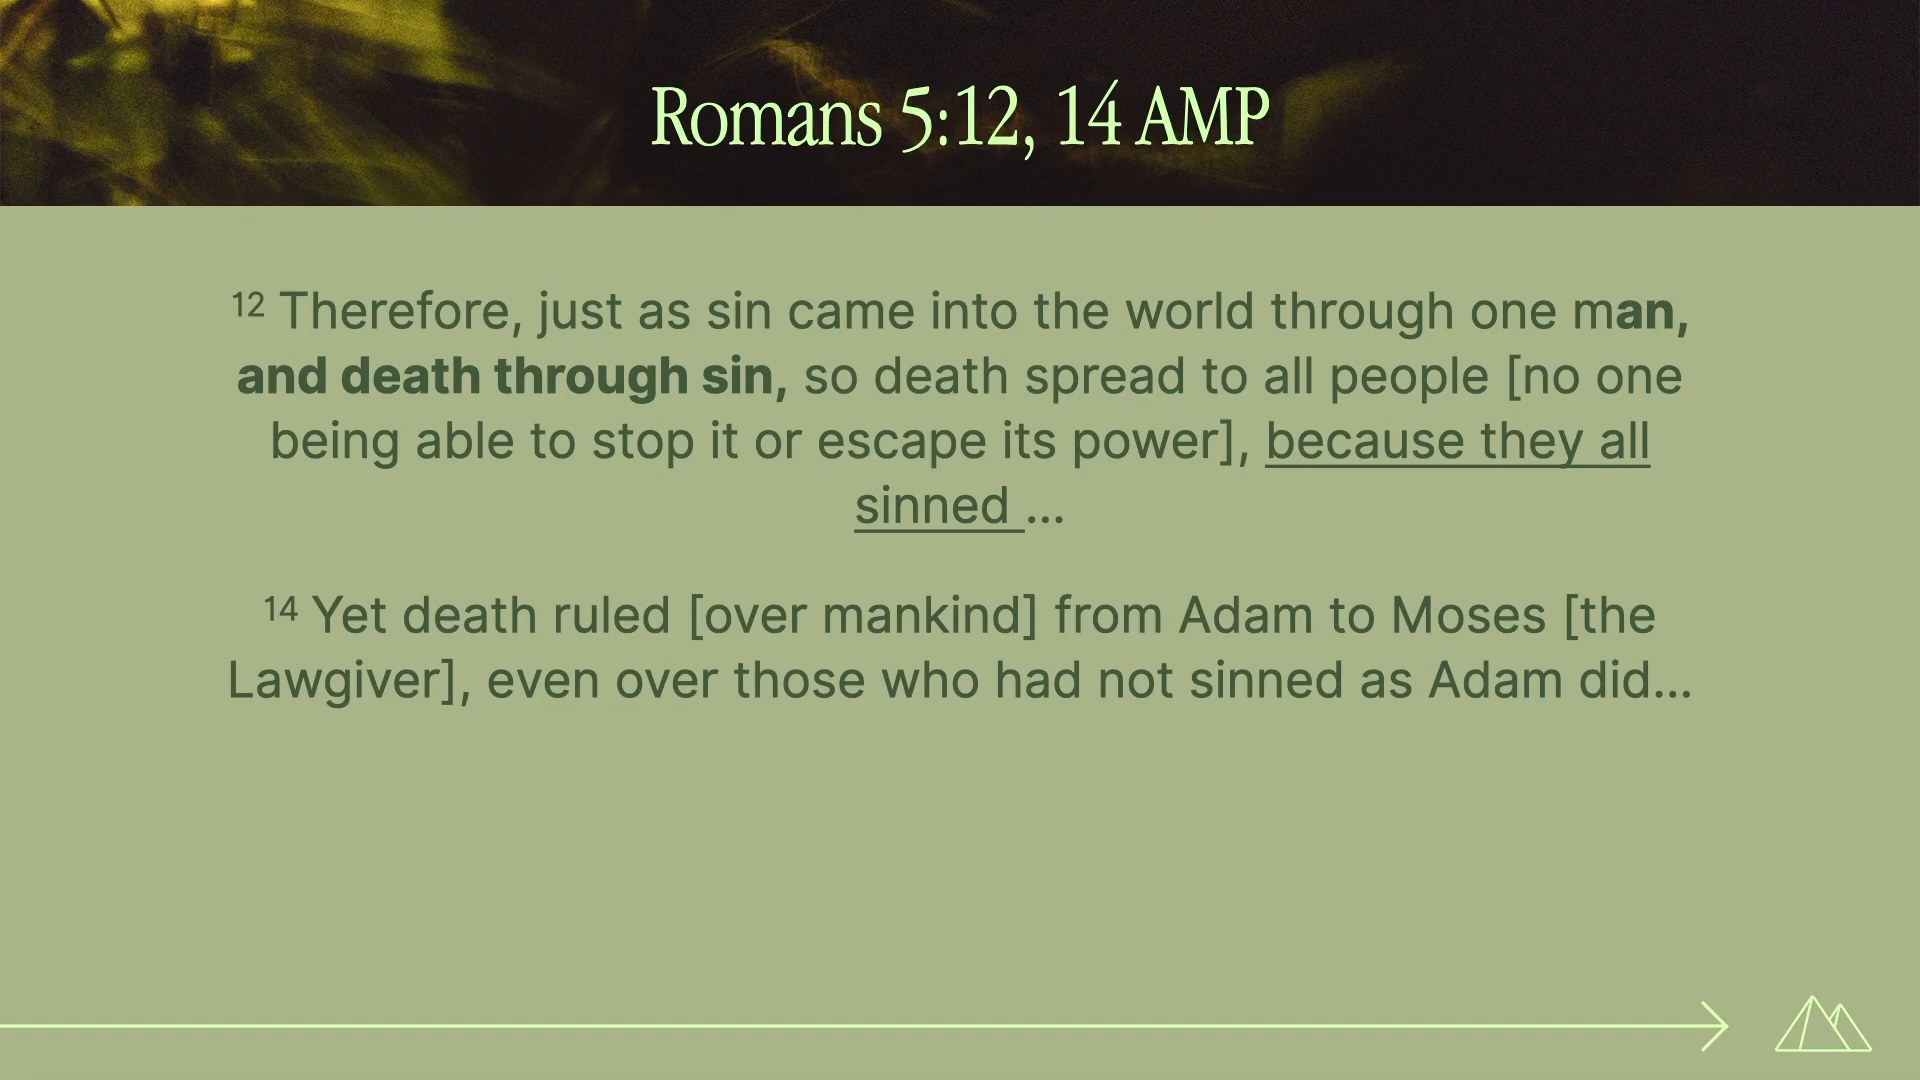 Romans 5:12, 14 AMP
12 Therefore, just as sin came into the world through one man,
and death through sin, so death spread to all people [no one
being able to stop it or escape its power], because they all
sinned ...
14 Yet death ruled [over mankind] from Adam to Moses [the
Lawgiver], even over those who had not sinned as Adam did...